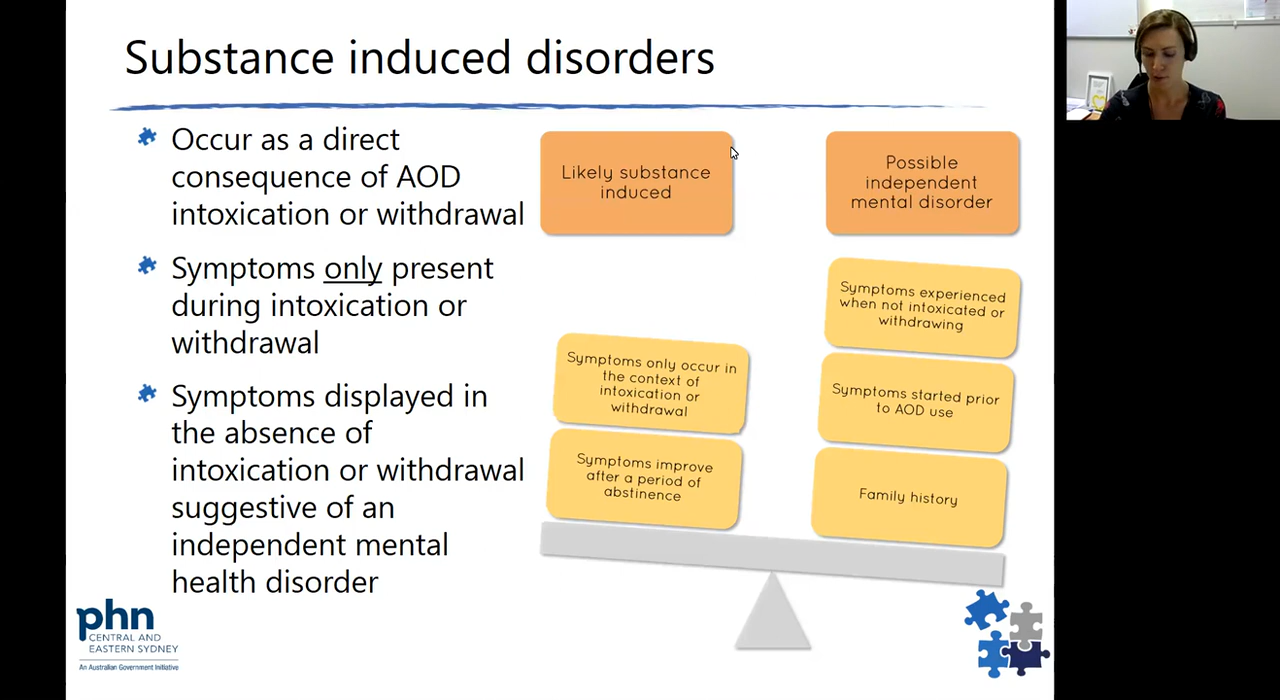 Substance induced disorders
Occur as a direct
consequence of AOD
intoxication or withdrawal
Symptoms only present
during intoxication or
withdrawal
Symptoms displayed in
the absence of
intoxication or withdrawal
suggestive of an
independent mental
health disorder
Likely substance
induced
Symptoms only occur in
the context of
intoxication or
withdrawal
Symptoms improve
after a period of
abstinence
Possible
independent
mental disorder
Symptoms experienced
when not intoxicated or
withdrawing
Symptoms started prior
to AOD use
Family history
phn
CENTRAL AND
EASTERN SYDNEY
An Australian Government Initiative